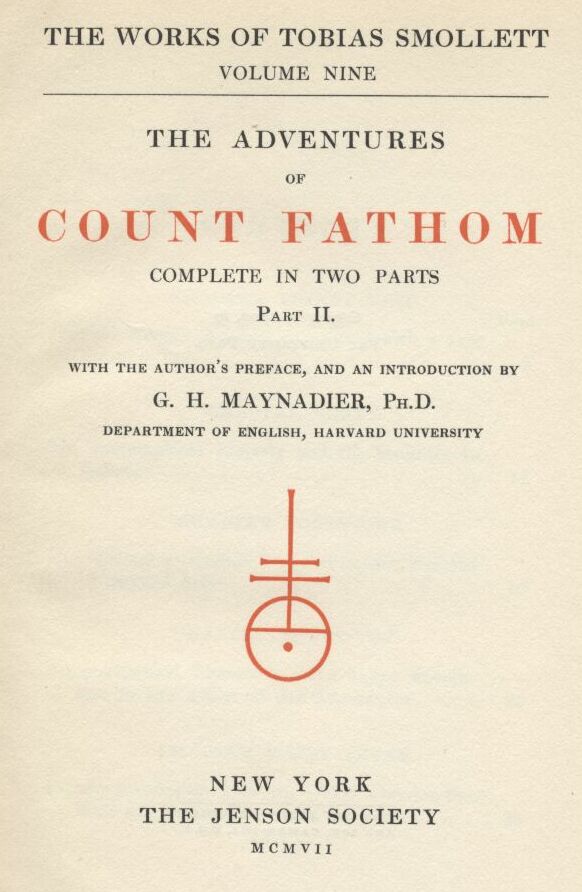 THE WORKS OF TOBIAS SMOLLETT
VOLUME NINE
THE ADVENTURES
OF
COUNT FATHOM
COMPLETE IN TWO PARTS
PART II.
WITH THE AUTHOR'S PREFACE, AND AN INTRODUCTION BY
G. H. MAYNADIER, PH.D.
DEPARTMENT OF ENGLISH, HARVARD UNIVERSITY
NEW YORK
THE JENSON SOCIETY
MCMVII